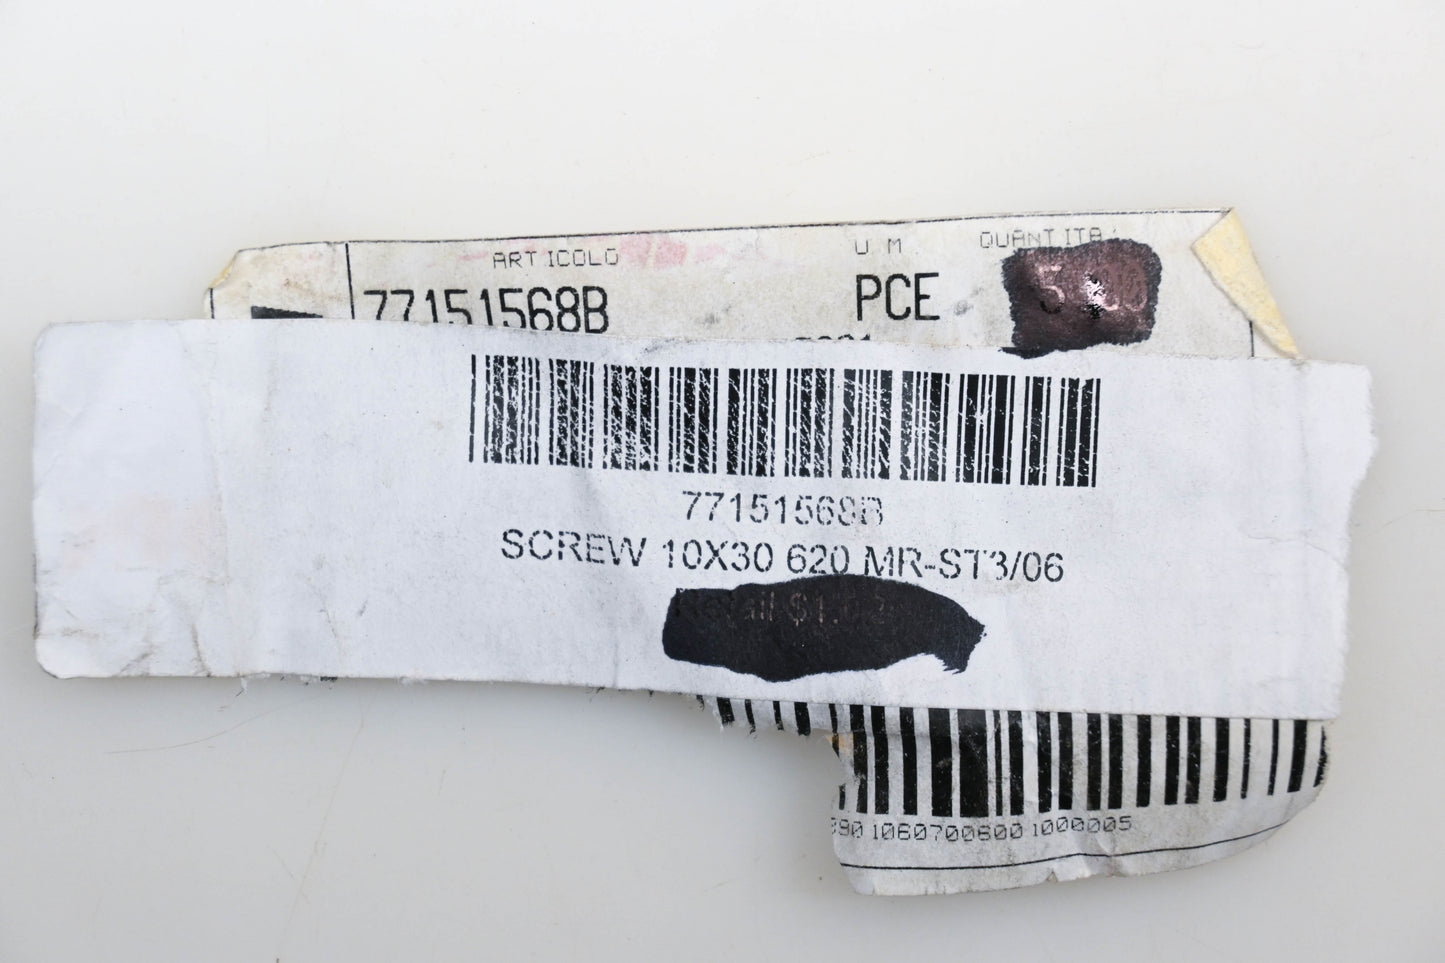 ARTICOLO U M QUANTITA'
77151568B PCE
77151568B
SCREW 10X30 620 MR-ST3/06
1060700600 1000005